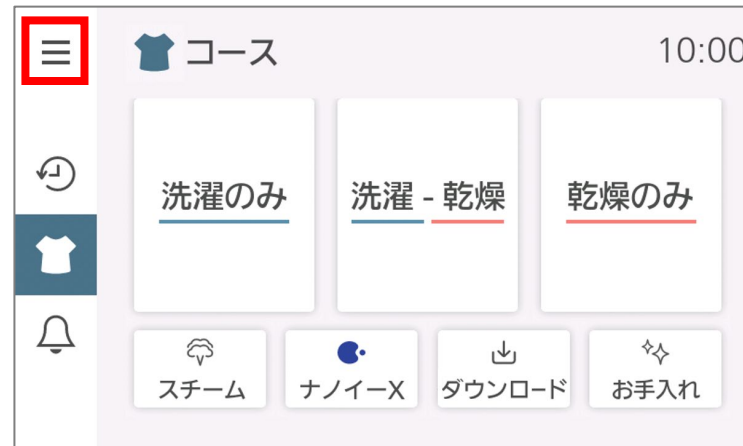 コース
10:00
洗濯のみ
洗濯 - 乾燥
乾燥のみ
スチーム
ナノイーX
ダウンロード
お手入れ